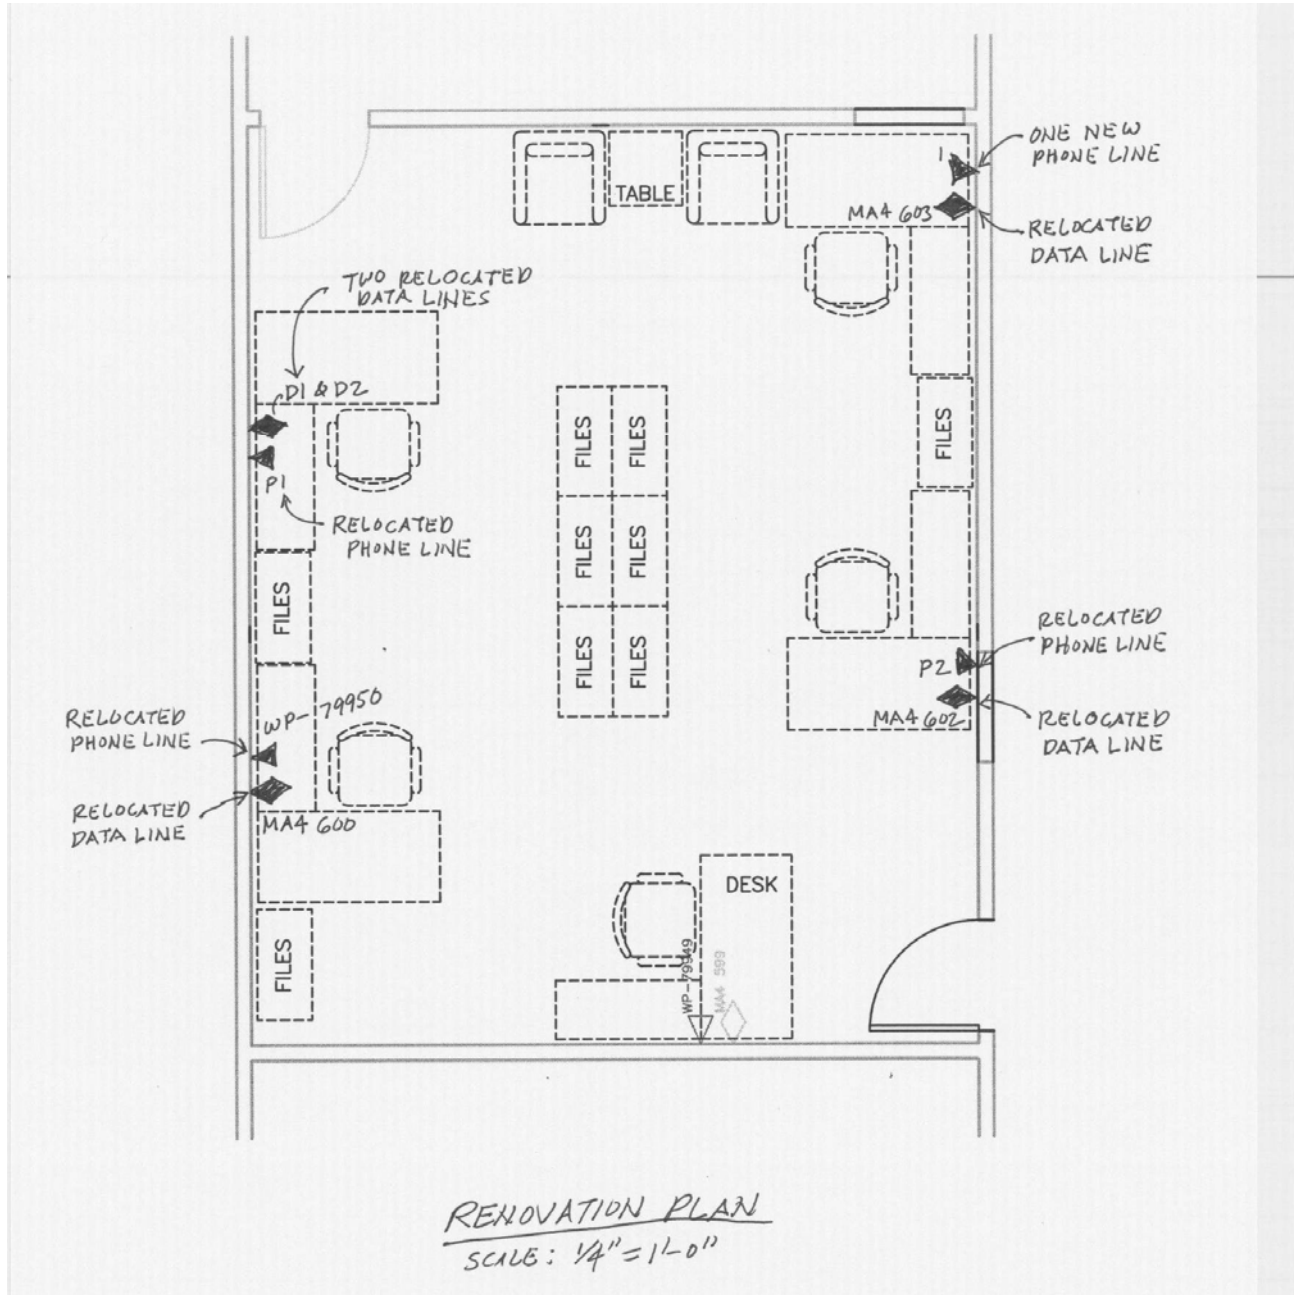 ONE NEW
PHONE LINE
1
TABLE
MA4 603
RELOCATED
DATA LINE
TWO RELOCATED
DATA LINES
D1 & D2
FILES
FILES
FILES
P1
RELOCATED
PHONE LINE
FILES
FILES
FILES
RELOCATED
PHONE LINE
P2
FILES
FILES
WP-79950
RELOCATED
PHONE LINE
MA4 602
RELOCATED
DATA LINE
RELOCATED
DATA LINE
MA4 600
DESK
FILES
WP-79949
MA4 599
RENOVATION PLAN
SCALE: 1/4" = 1'-0"